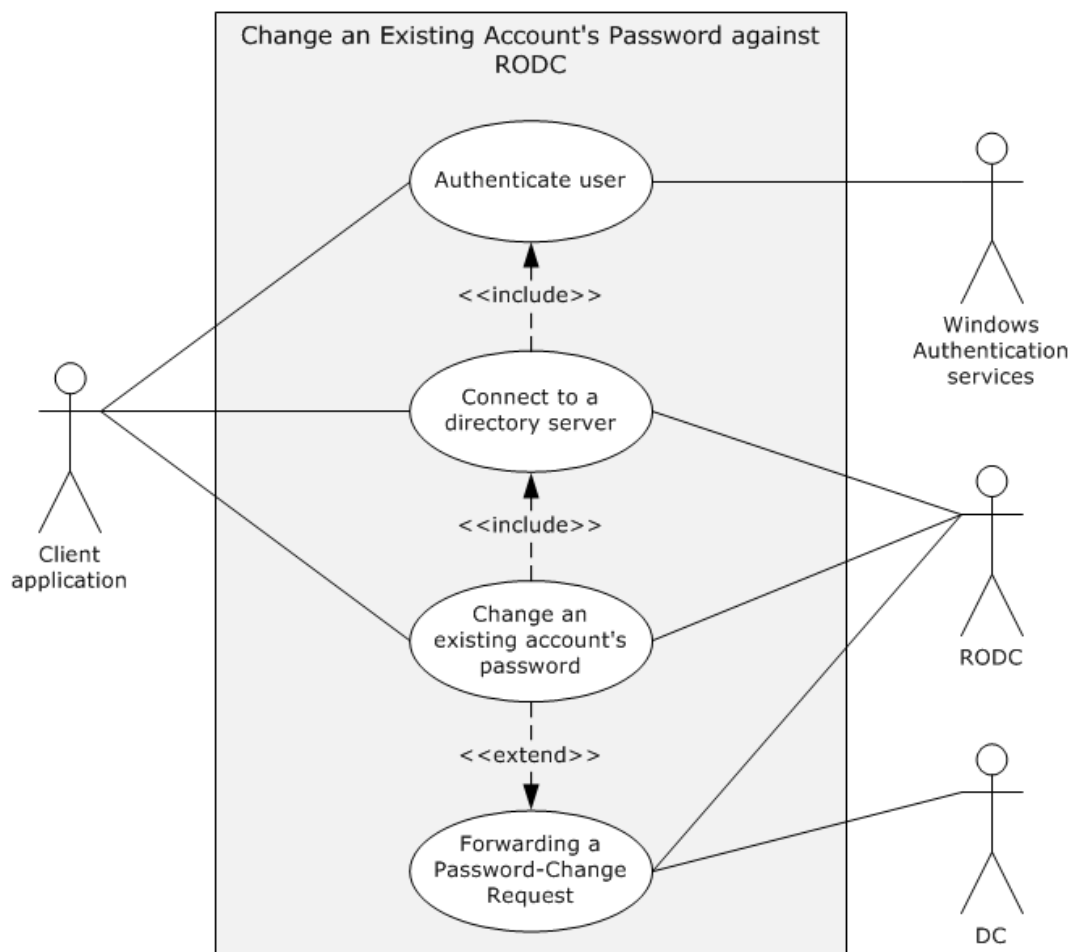 Change an Existing Account's Password against
RODC
Authenticate user
<<include>>
Windows
Authentication
services
Connect to a
directory server
<<include>>
Client
application
Change an
existing account's
password
RODC
<<extend>>
Forwarding a
Password-Change
Request
DC